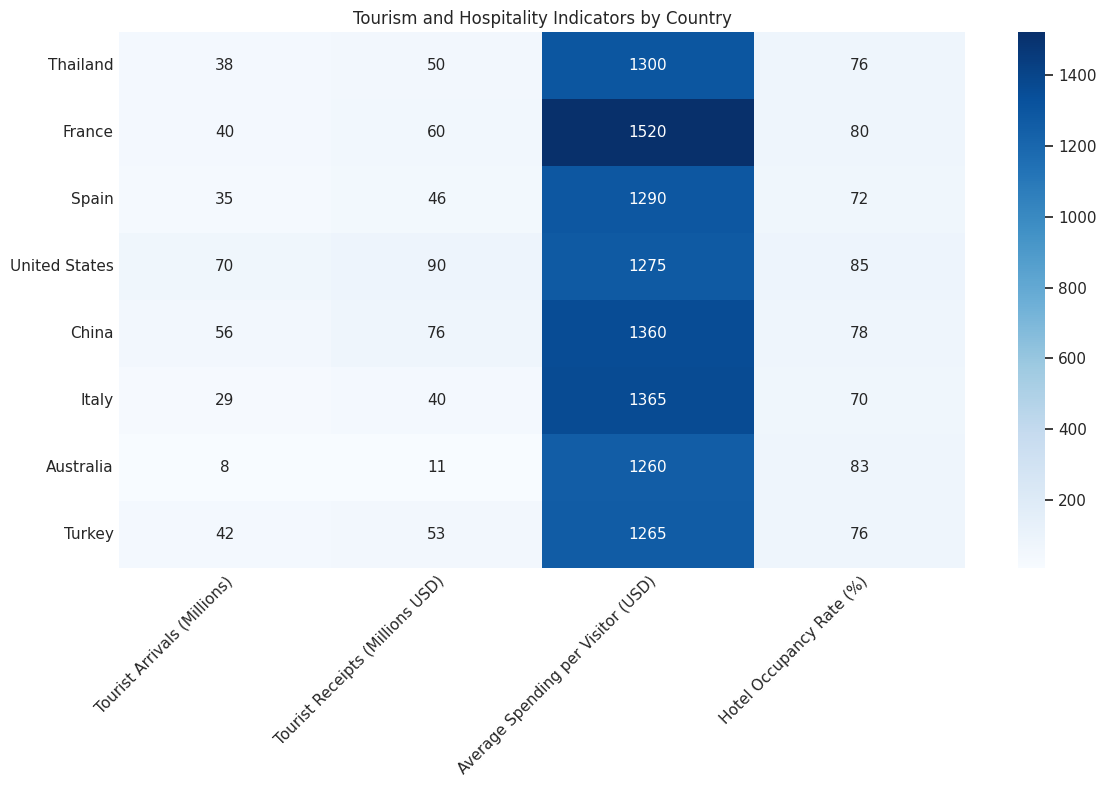 Tourism and Hospitality Indicators by Country
Thailand 38 50 1300 76
France 40 60 1520 80
Spain 35 46 1290 72
United States 70 90 1275 85
China 56 76 1360 78
Italy 29 40 1365 70
Australia 8 11 1260 83
Turkey 42 53 1265 76
Tourist Arrivals (Millions)
Tourist Receipts (Millions USD)
Average Spending per Visitor (USD)
Hotel Occupancy Rate (%)
1400
1200
1000
800
600
400
200